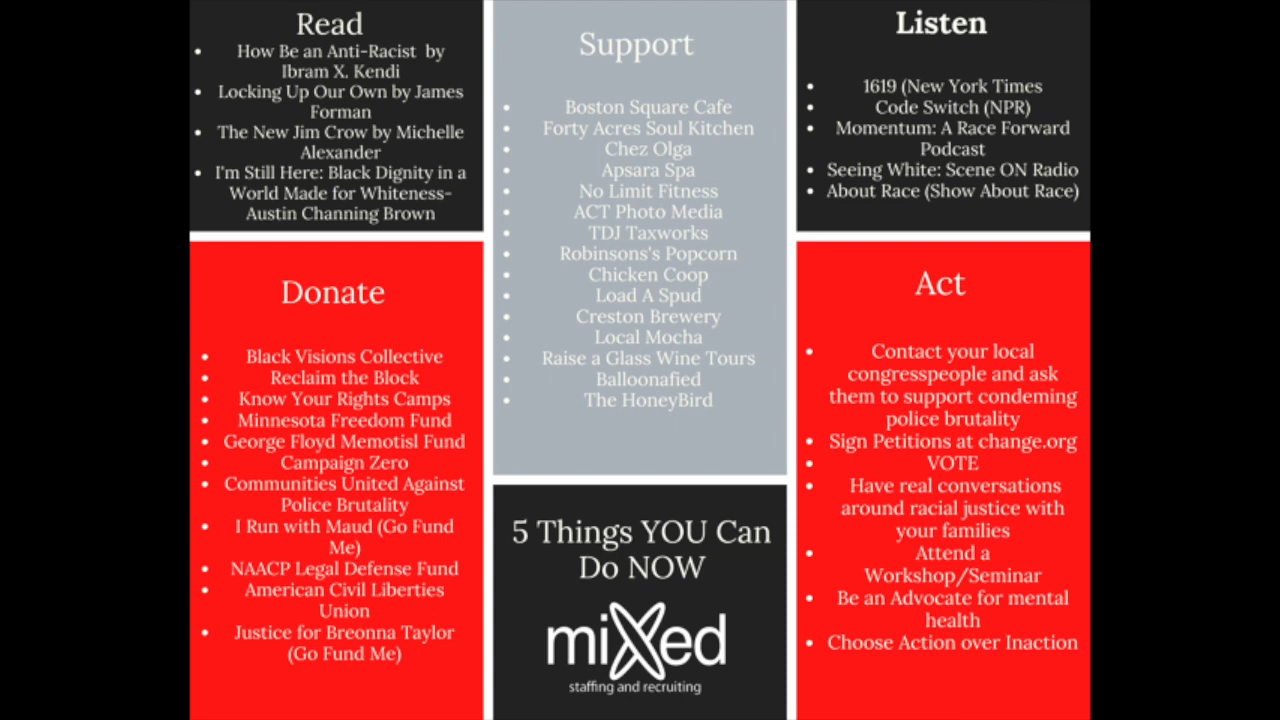 Read
How Be an Anti-Racist by
Ibram X. Kendi
Locking Up Our Own by James
Forman
The New Jim Crow by Michelle
Alexander
I'm Still Here: Black Dignity in a
World Made for Whiteness-
Austin Channing Brown
Donate
Black Visions Collective
Reclaim the Block
Know Your Rights Camps
Minnesota Freedom Fund
George Floyd Memotisl Fund
Campaign Zero
Communities United Against
Police Brutality
I Run with Maud (Go Fund
Me)
NAACP Legal Defense Fund
American Civil Liberties
Union
Justice for Breonna Taylor
(Go Fund Me)
Support
Boston Square Cafe
Forty Acres Soul Kitchen
Chez Olga
Apsara Spa
No Limit Fitness
ACT Photo Media
TDJ Taxworks
Robinsons's Popcorn
Chicken Coop
Load A Spud
Creston Brewery
Local Mocha
Raise a Glass Wine Tours
Balloonafied
The HoneyBird
5 Things YOU Can
Do NOW
miXed
staffing and recruiting
Listen
1619 (New York Times
Code Switch (NPR)
Momentum: A Race Forward
Podcast
Seeing White: Scene ON Radio
About Race (Show About Race)
Act
Contact your local
congresspeople and ask
them to support condeming
police brutality
Sign Petitions at change.org
VOTE
Have real conversations
around racial justice with
your families
Attend a
Workshop/Seminar
Be an Advocate for mental
health
Choose Action over Inaction